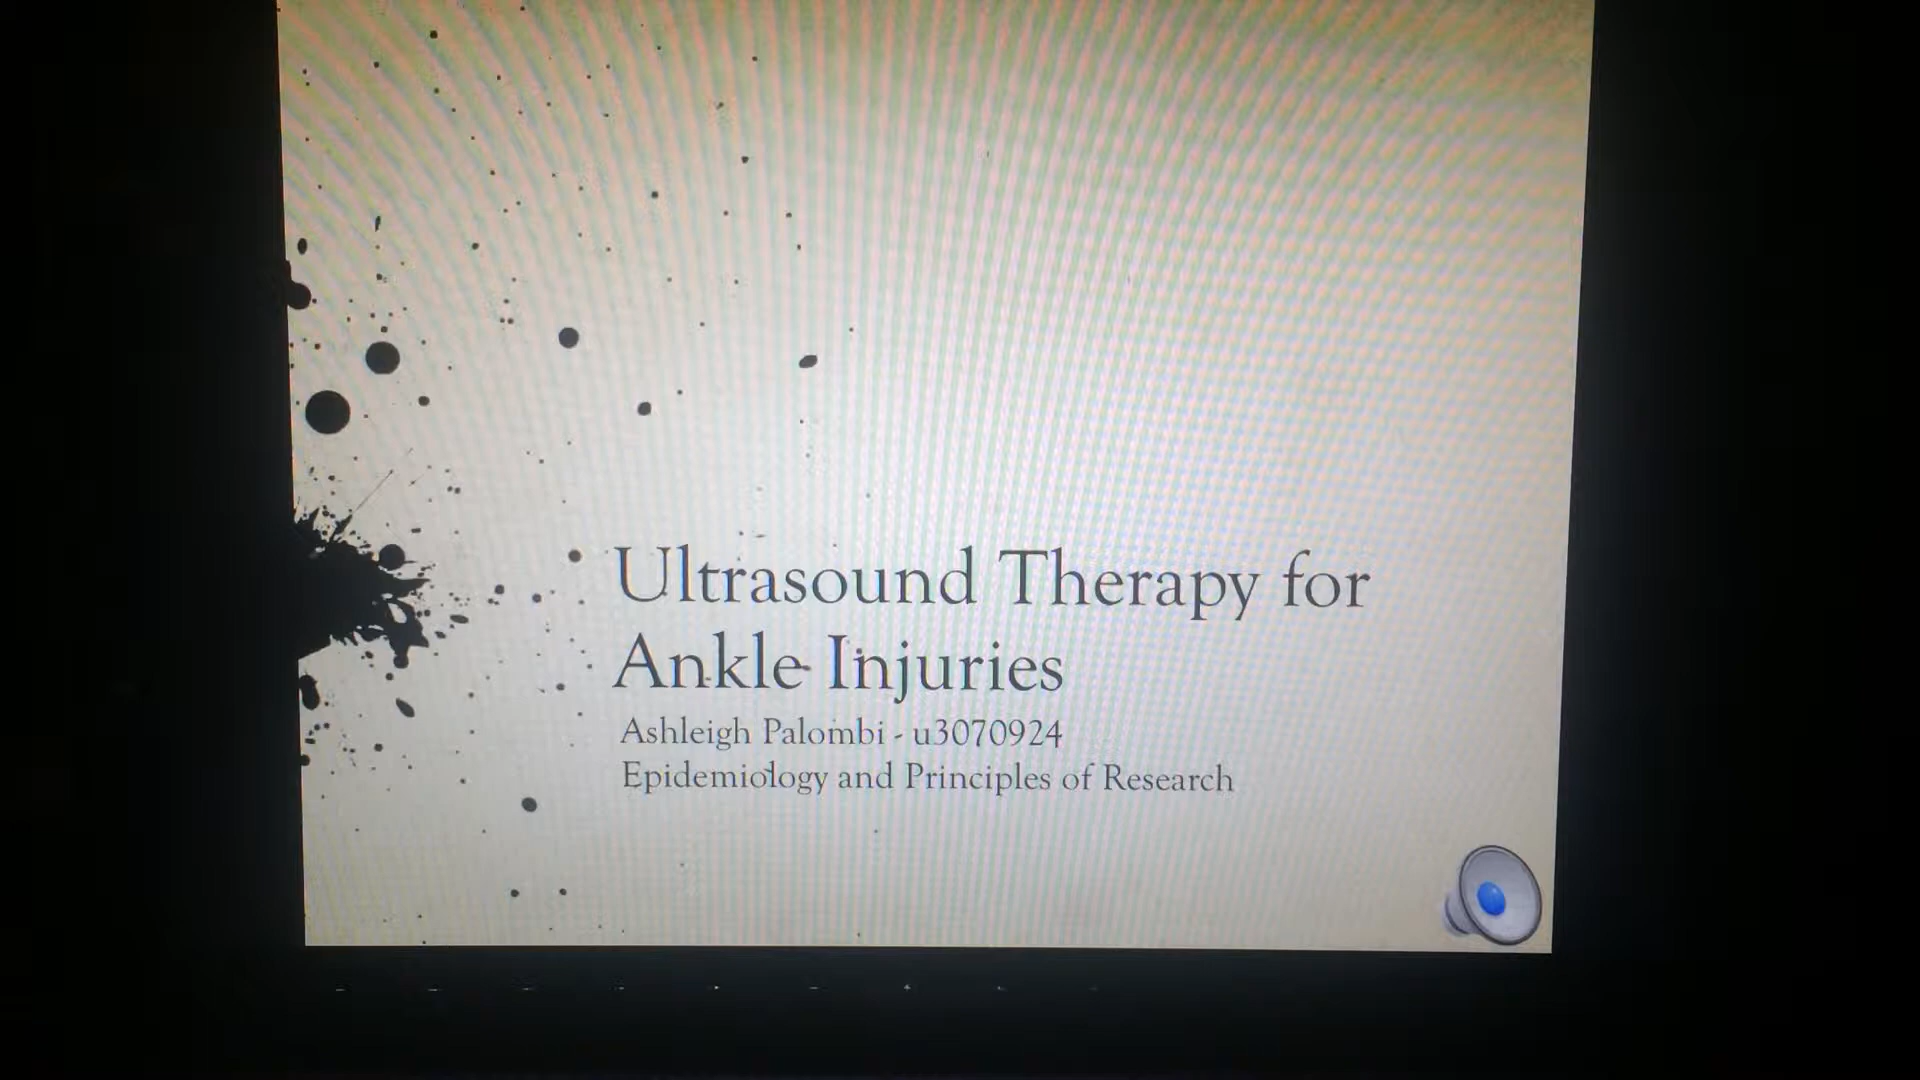 Ultrasound Therapy for
Ankle Injuries
Ashleigh Palombi - u3070924
Epidemiology and Principles of Research